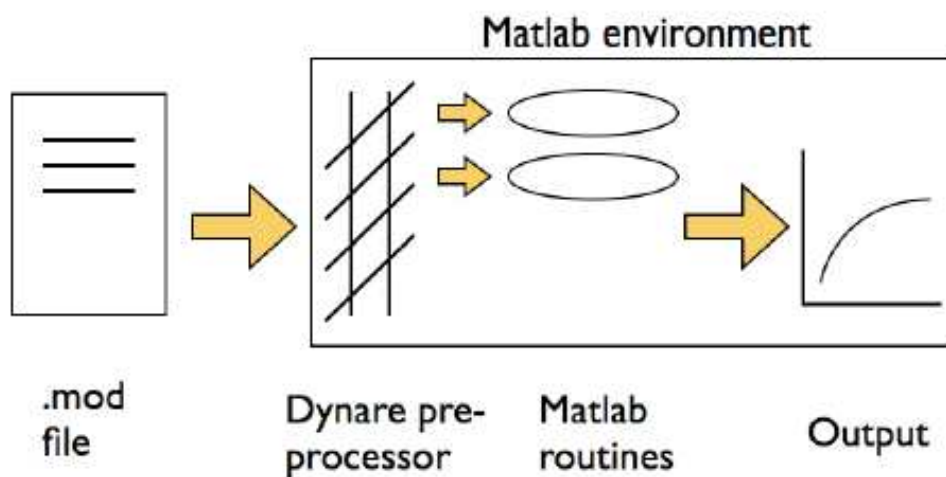 Matlab environment
.mod
file
Dynare pre-
processor
Matlab
routines
Output